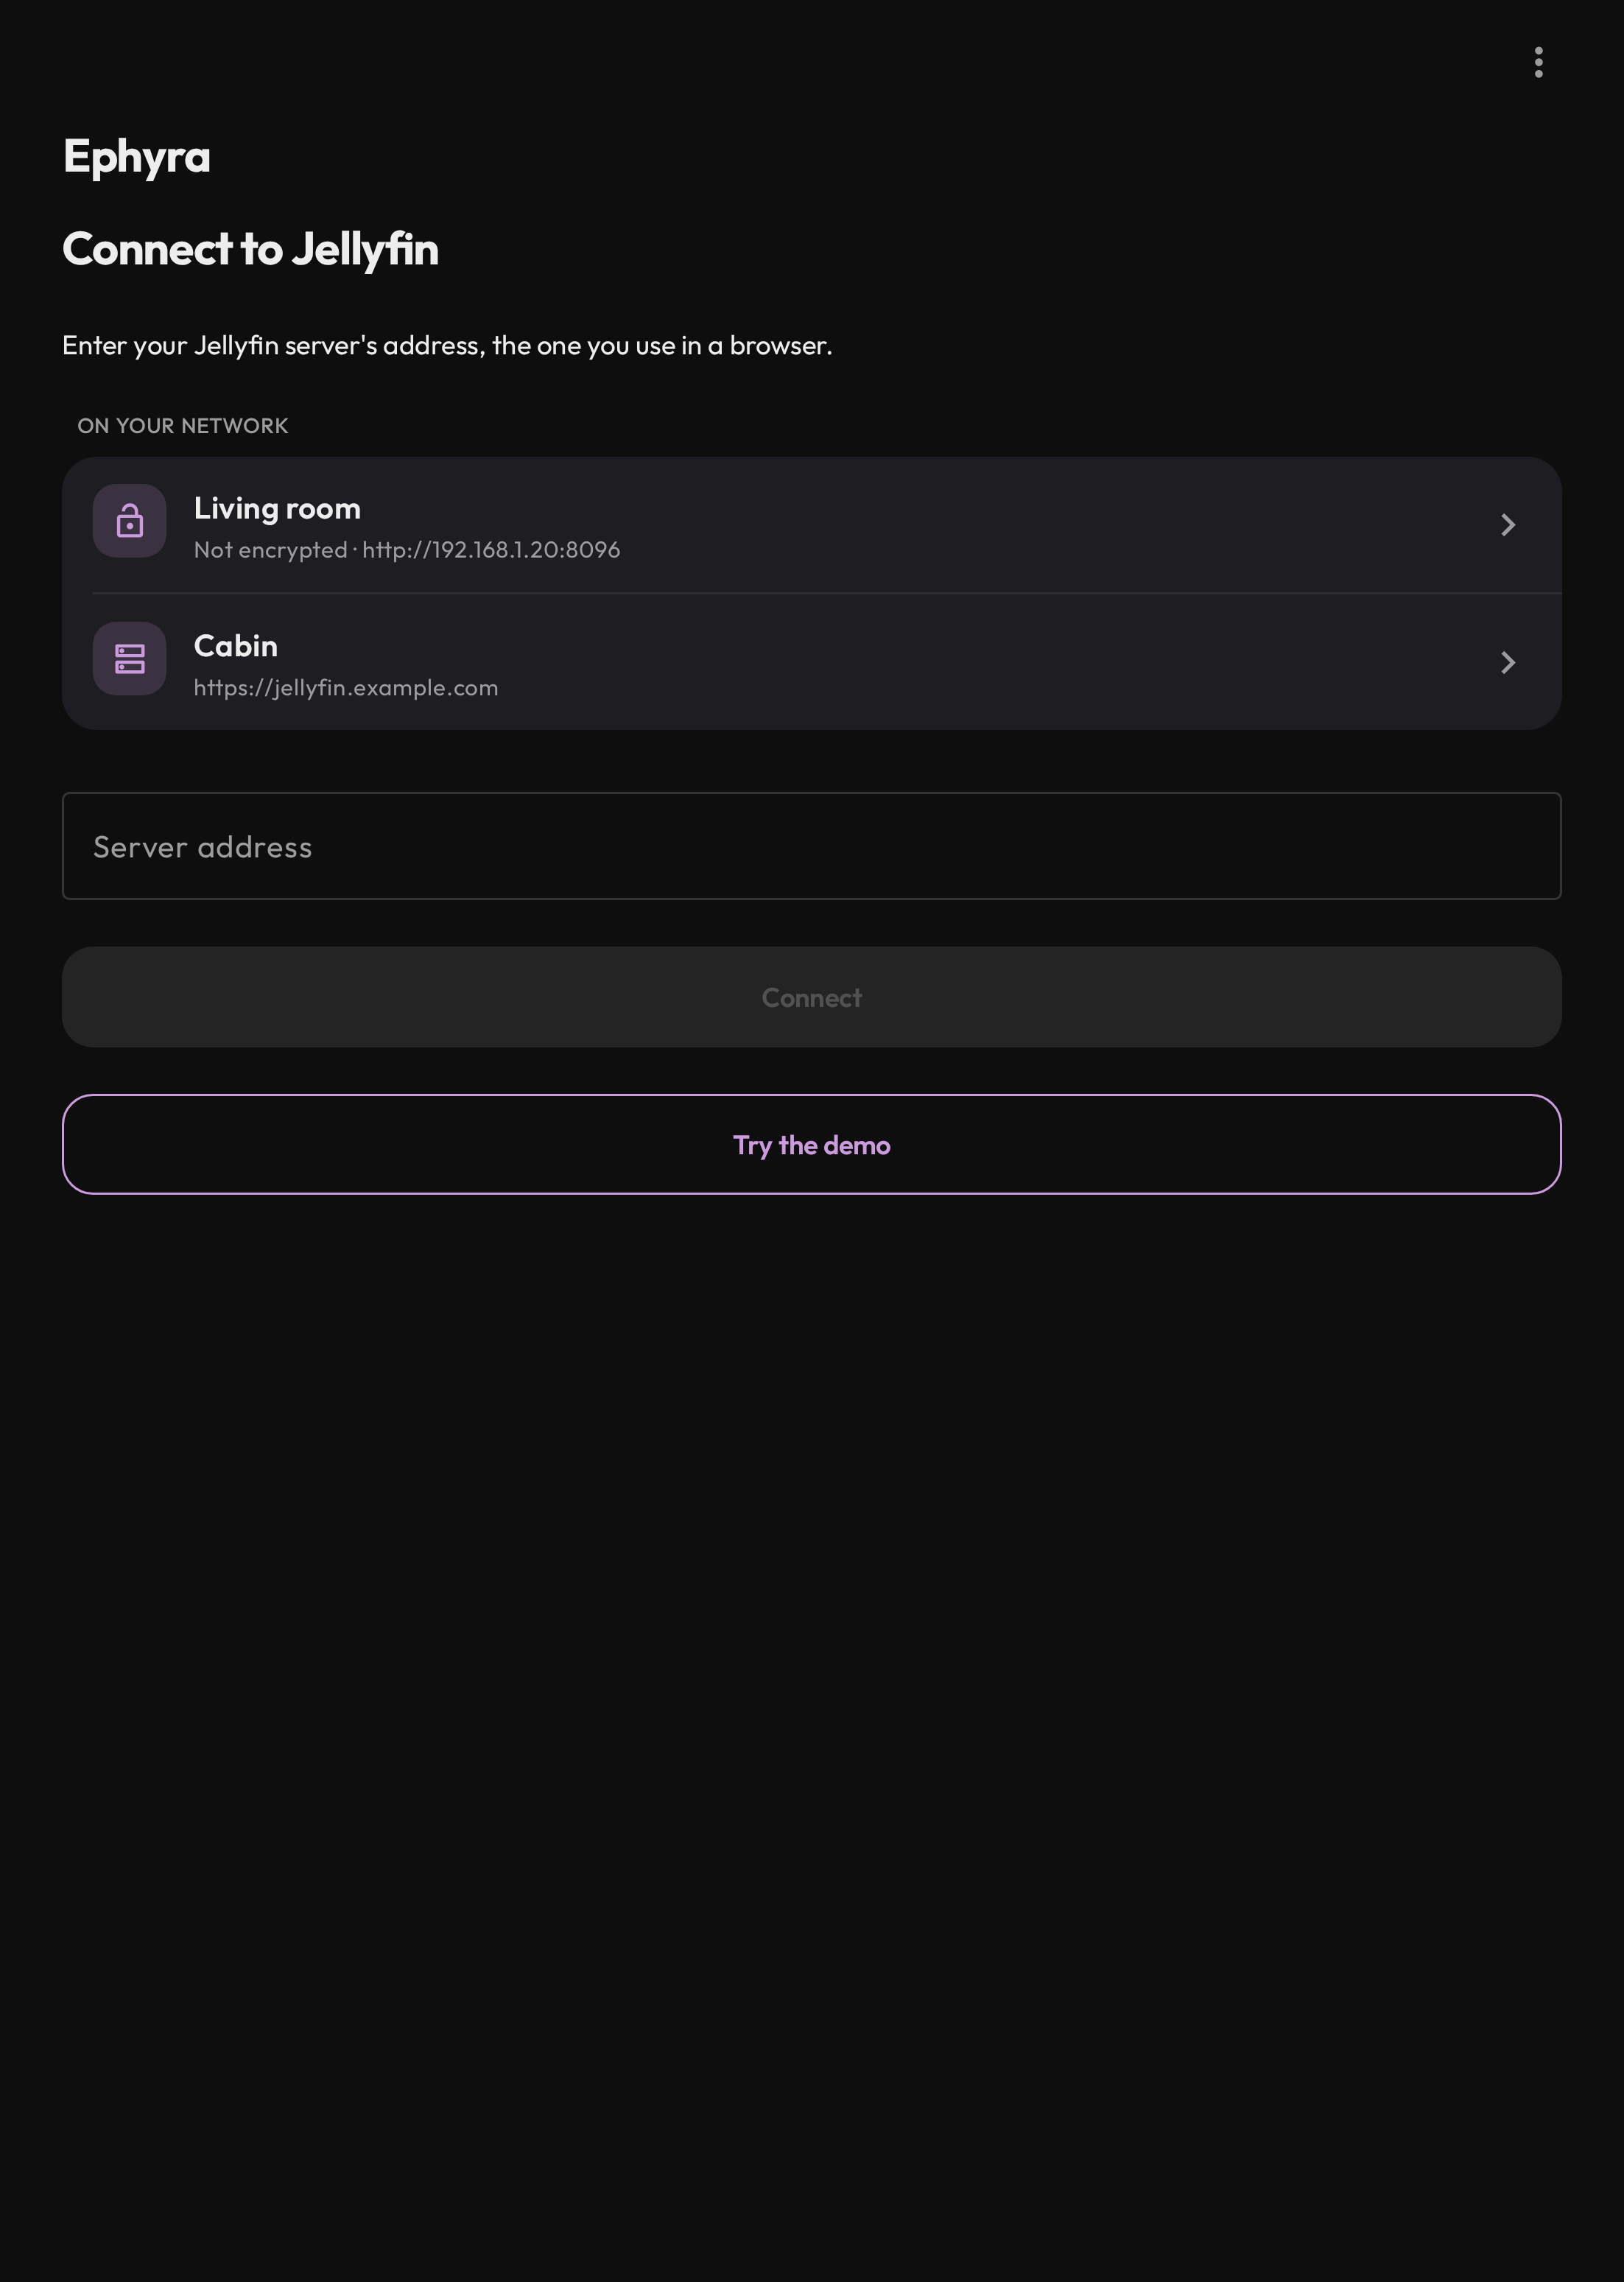 Ephyra
Connect to Jellyfin
Enter your Jellyfin server's address, the one you use in a browser.
ON YOUR NETWORK
Living room
Not encrypted · http://192.168.1.20:8096
Cabin
https://jellyfin.example.com
Server address
Connect
Try the demo